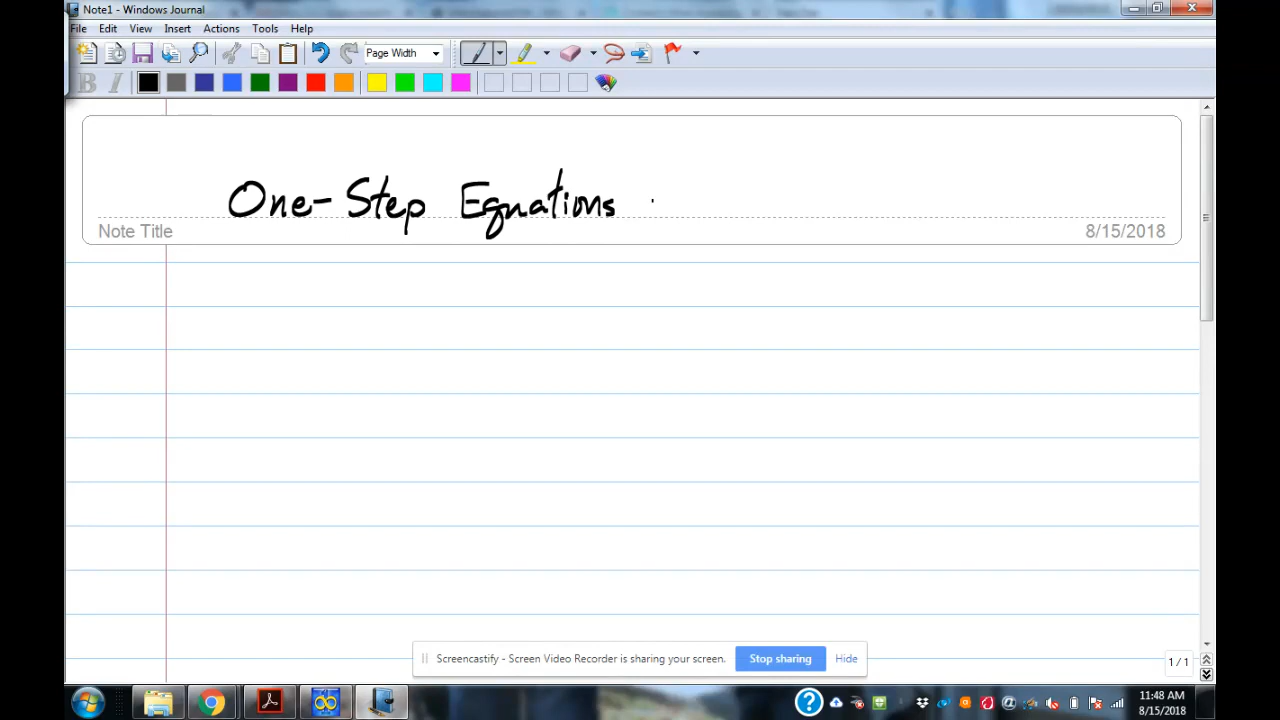 Note1 - Windows Journal
File Edit View Insert Actions Tools Help
Page Width
B I
One-Step Equations
Note Title
8/15/2018
Screencastify - Screen Video Recorder is sharing your screen. Stop sharing Hide
1 / 1
11:48 AM
8/15/2018